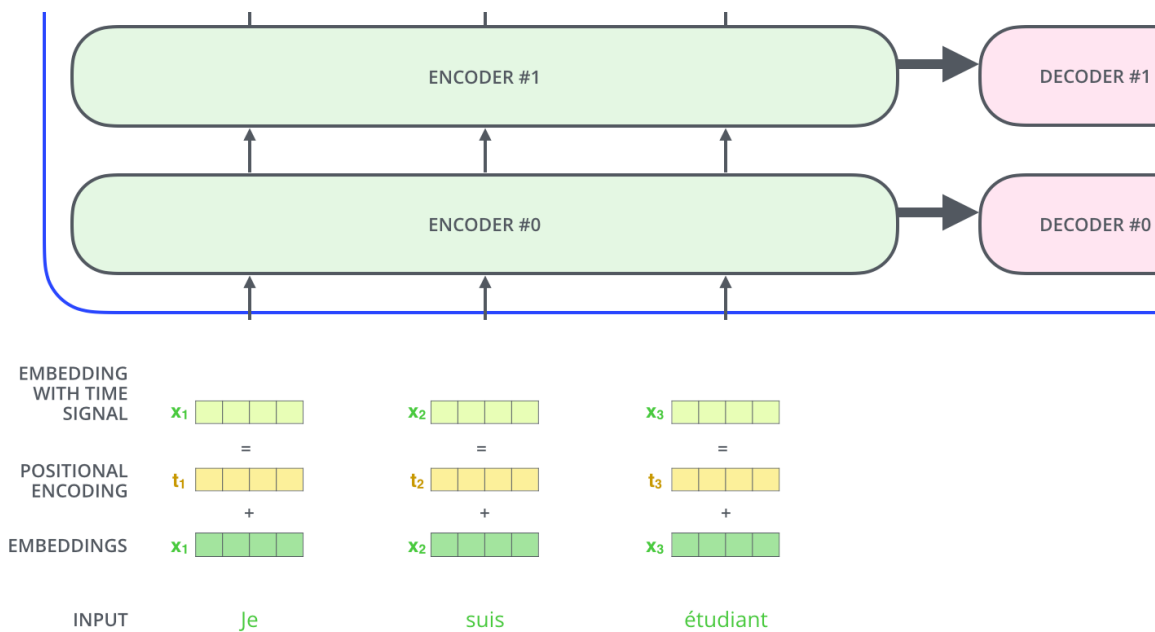 ENCODER #1
DECODER #1
ENCODER #0
DECODER #0
EMBEDDING
WITH TIME
SIGNAL
x₁
x₂
x₃
=
=
=
POSITIONAL
ENCODING
t₁
t₂
t₃
+
+
+
EMBEDDINGS
x₁
x₂
x₃
INPUT
Je
suis
étudiant